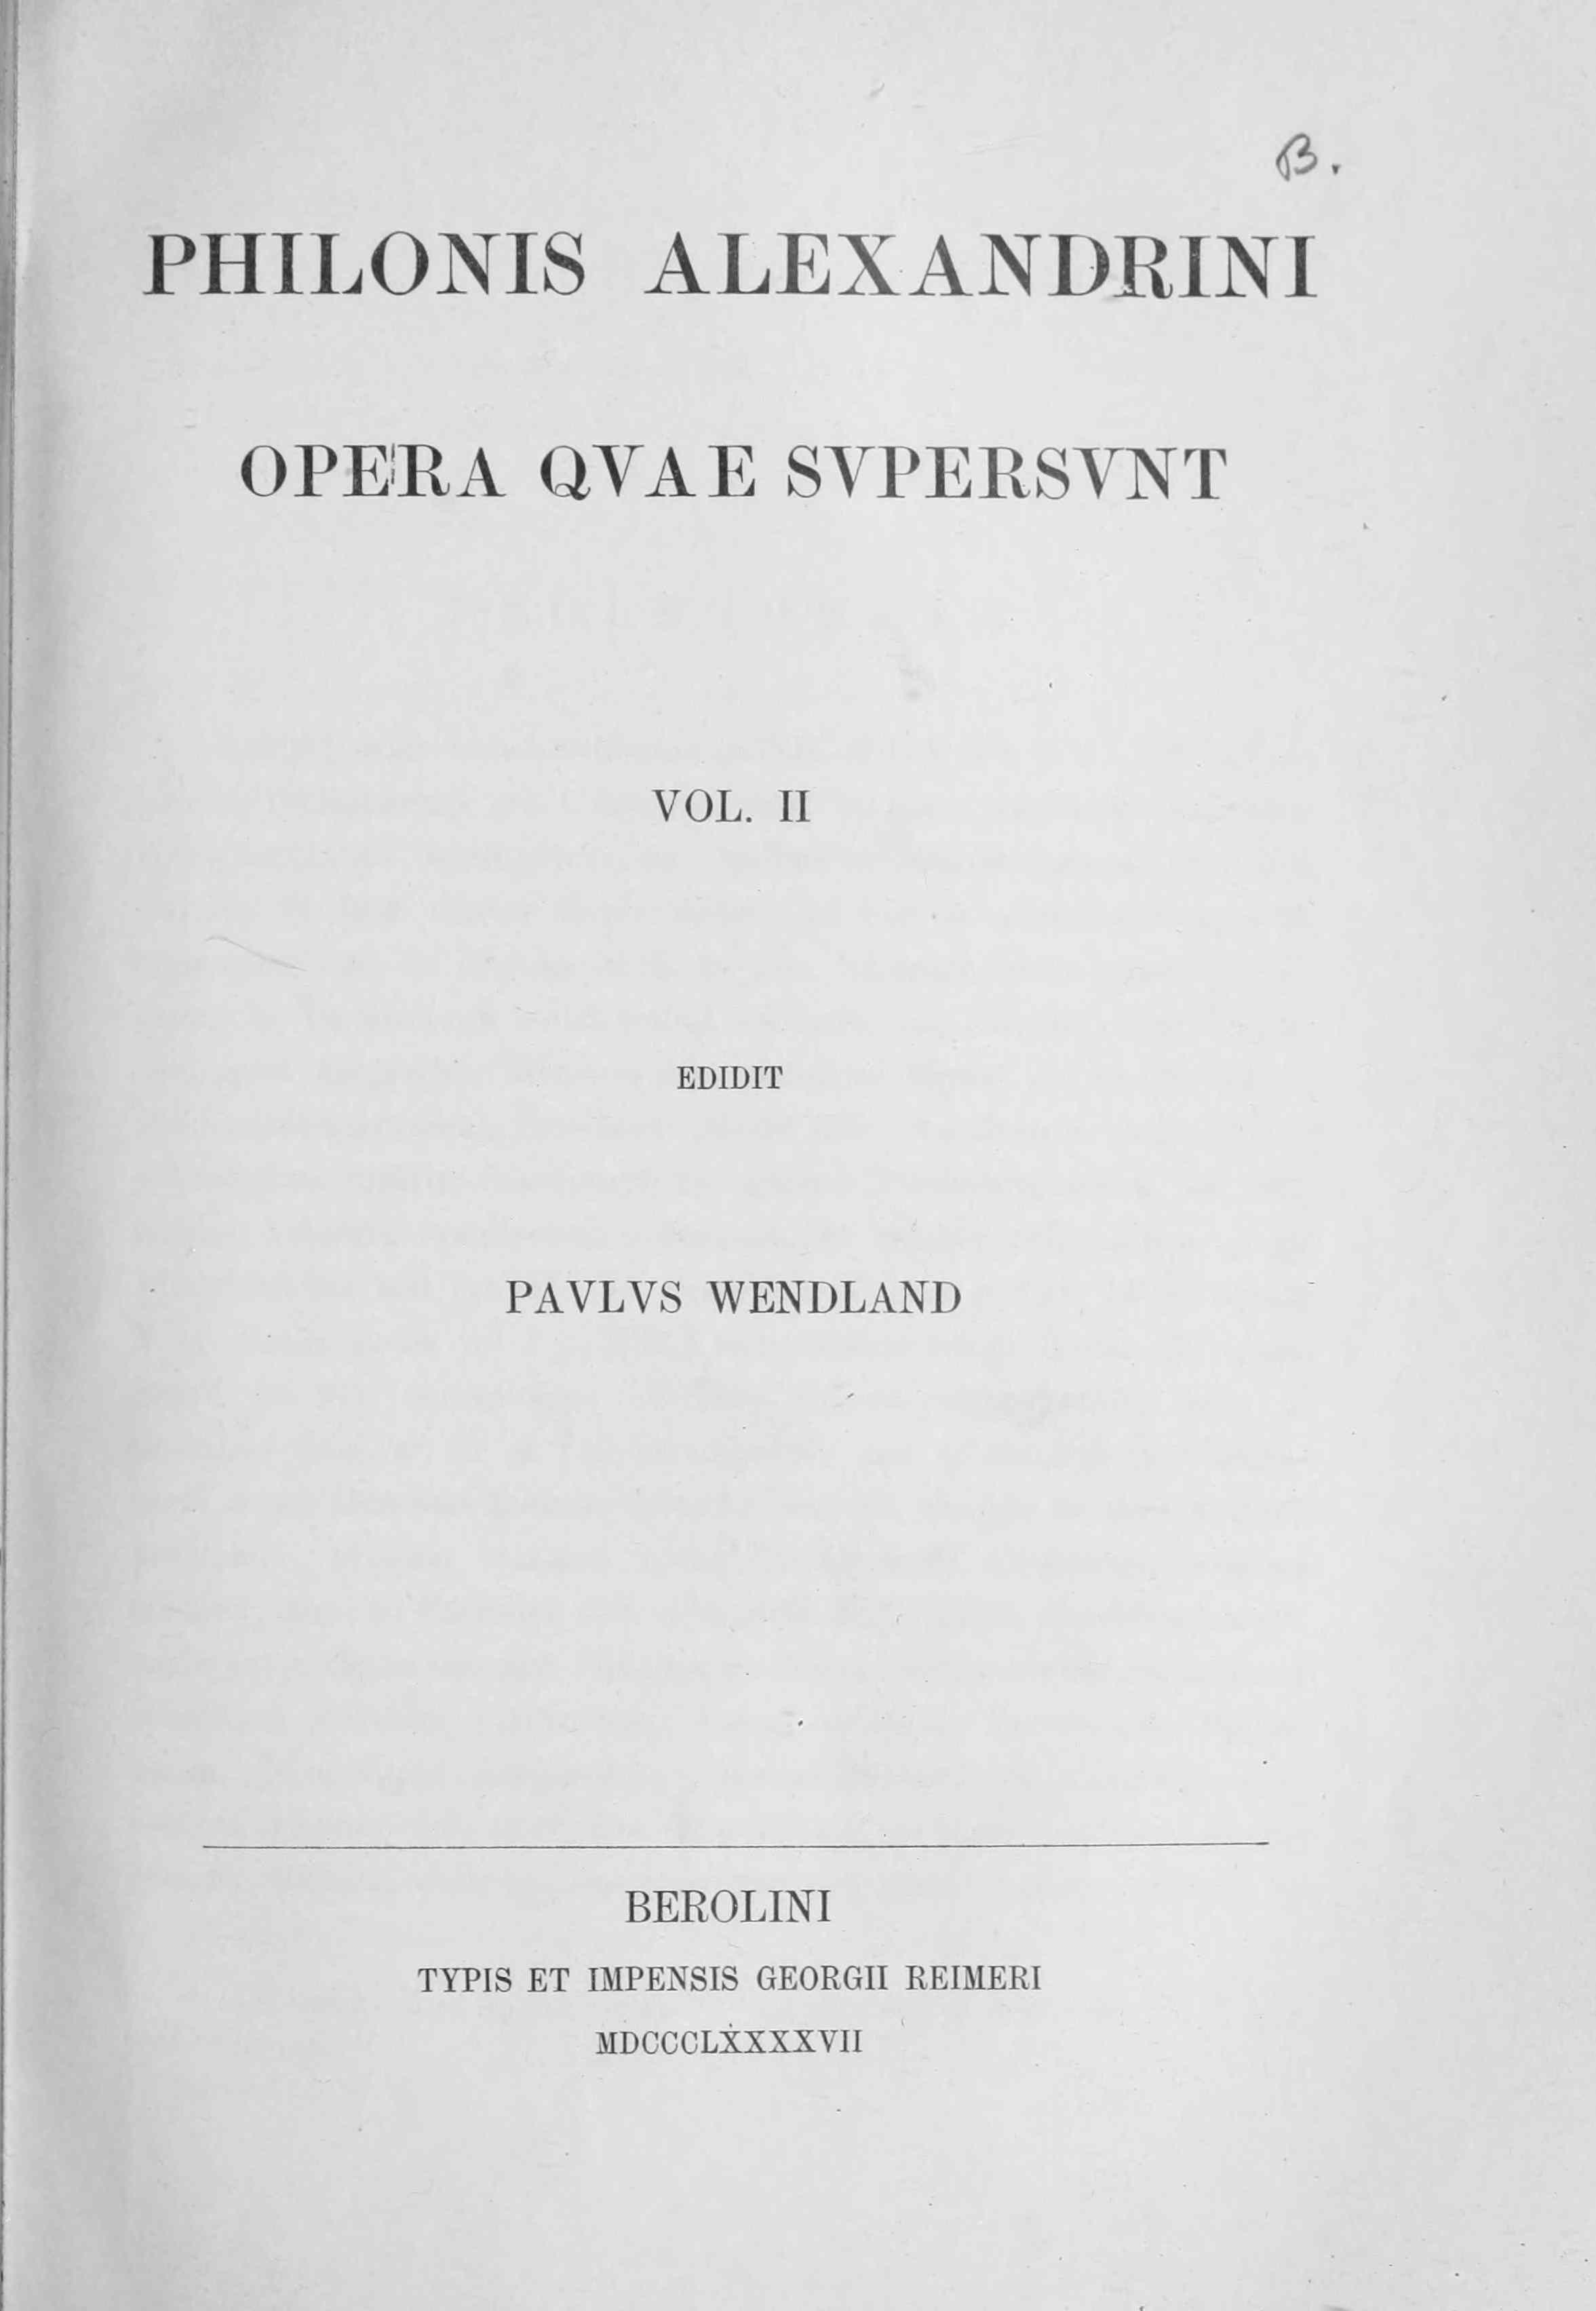 B.
PHILONIS ALEXANDRINI
OPERA QVAE SVPERSVNT
VOL. II
EDIDIT
PAVLVS WENDLAND
BEROLINI
TYPIS ET IMPENSIS GEORGII REIMERI
MDCCCLXXXXVII